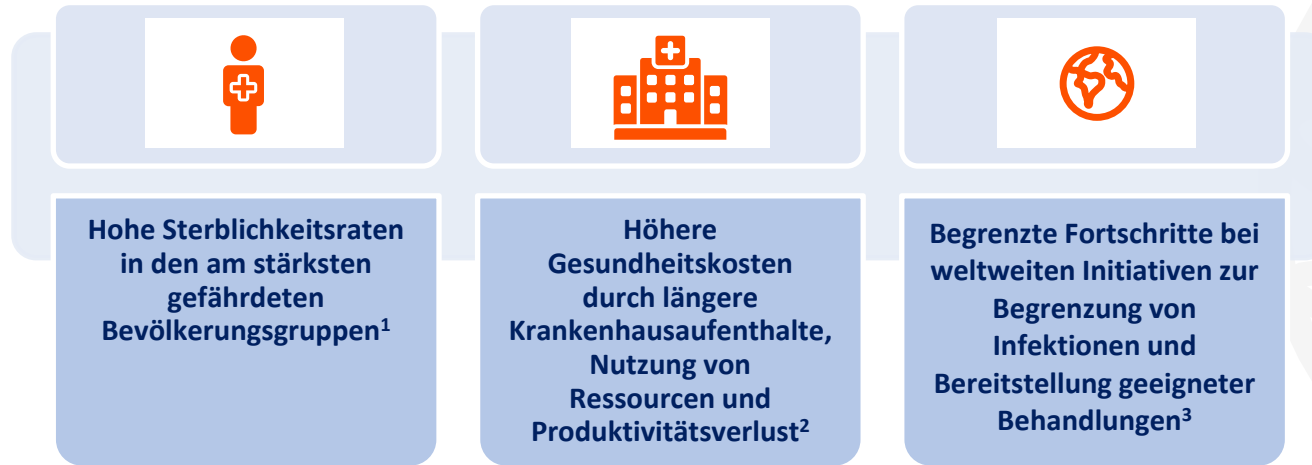 Hohe Sterblichkeitsraten
in den am stärksten
gefährdeten
Bevölkerungsgruppen¹
Höhere
Gesundheitskosten
durch längere
Krankenhausaufenthalte,
Nutzung von
Ressourcen und
Produktivitätsverlust²
Begrenzte Fortschritte bei
weltweiten Initiativen zur
Begrenzung von
Infektionen und
Bereitstellung geeigneter
Behandlungen³